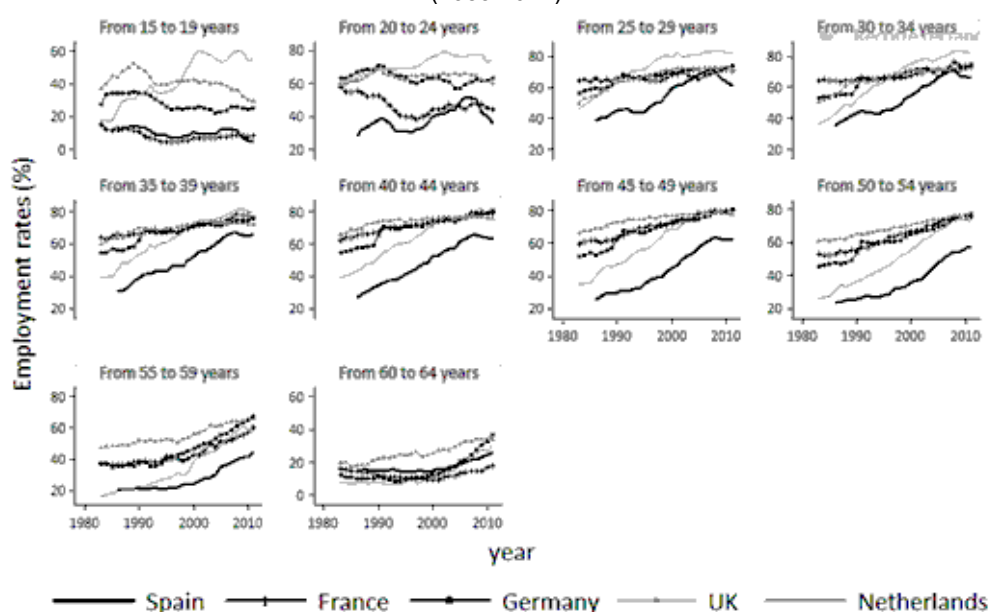 From 15 to 19 years From 20 to 24 years From 25 to 29 years From 30 to 34 years
60 80 80 80
40 60 60 60
20 40 40 40
0 20 20 20
From 35 to 39 years From 40 to 44 years From 45 to 49 years From 50 to 54 years
80 80 80 80
60 60 60 60
40 40 40 40
20 20 20 20
1980 1990 2000 2010 1980 1990 2000 2010
Employment rates (%)
From 55 to 59 years From 60 to 64 years
80 60
60 40
40 20
20 0
1980 1990 2000 2010 1980 1990 2000 2010
year
Spain France Germany UK Netherlands